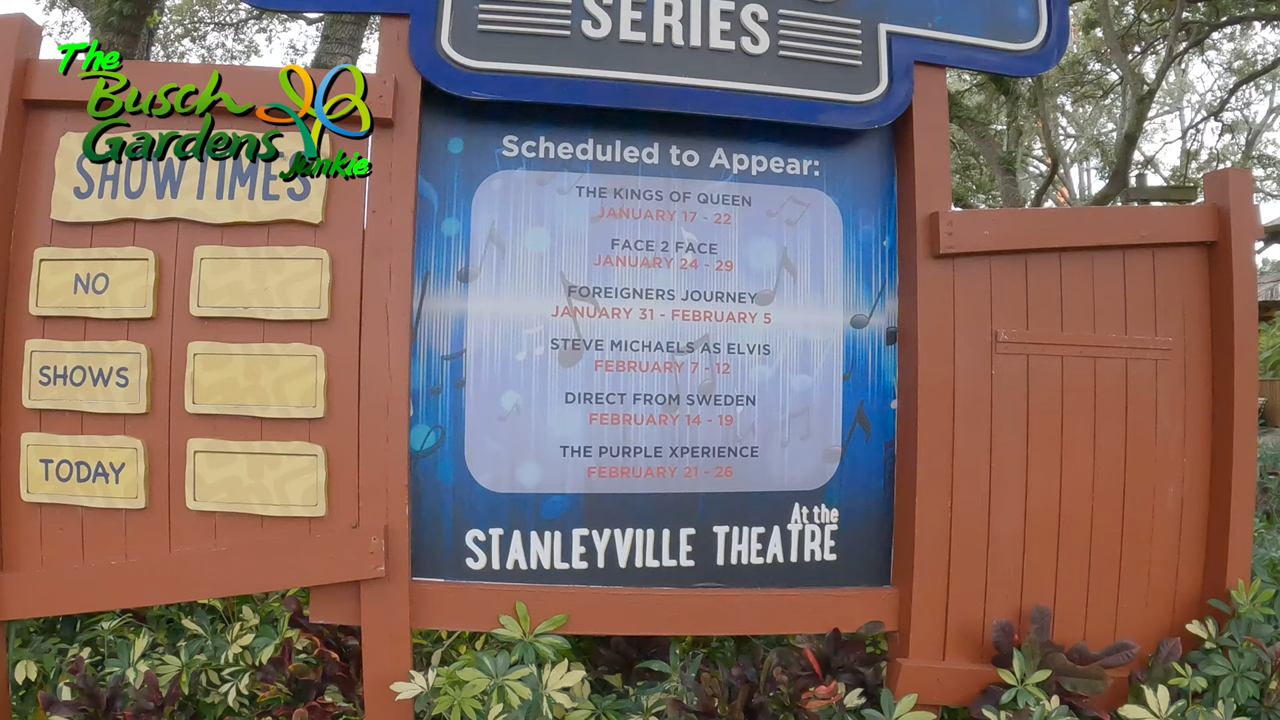 The
Busch
Gardens
Junkie
SHOWTIMES
NO
SHOWS
TODAY
SERIES
Scheduled to Appear:
THE KINGS OF QUEEN
JANUARY 17 - 22
FACE 2 FACE
JANUARY 24 - 29
FOREIGNERS JOURNEY
JANUARY 31 - FEBRUARY 5
STEVE MICHAELS AS ELVIS
FEBRUARY 7 - 12
DIRECT FROM SWEDEN
FEBRUARY 14 - 19
THE PURPLE XPERIENCE
FEBRUARY 21 - 26
At the
STANLEYVILLE THEATRE